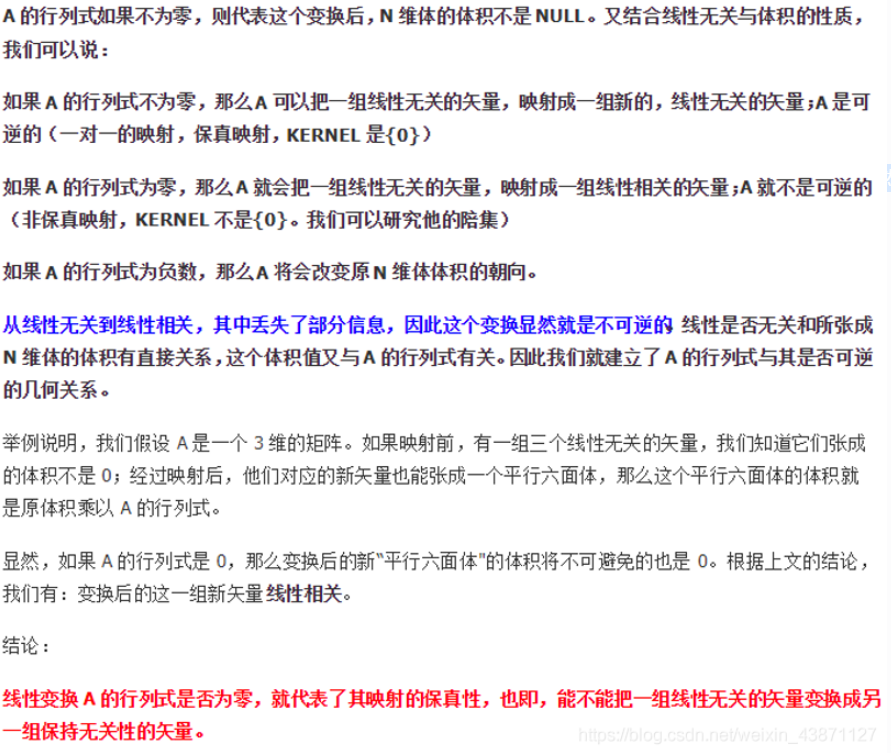 A 的行列式如果不为零，则代表这个变换后，N 维体的体积不是 NULL。又结合线性无关与体积的性质，
我们可以说：
如果 A 的行列式不为零，那么 A 可以把一组线性无关的矢量，映射成一组新的，线性无关的矢量；A 是可
逆的（一对一的映射，保真映射，KERNEL 是{0}）
如果 A 的行列式为零，那么 A 就会把一组线性无关的矢量，映射成一组线性相关的矢量；A 就不是可逆的
（非保真映射，KERNEL 不是{0}。我们可以研究他的陪集）
如果 A 的行列式为负数，那么 A 将会改变原 N 维体体积的朝向。
从线性无关到线性相关，其中丢失了部分信息，因此这个变换显然就是不可逆的 线性是否无关和所张成
N 维体的体积有直接关系，这个体积值又与 A 的行列式有关。因此我们就建立了 A 的行列式与其是否可逆
的几何关系。
举例说明，我们假设 A 是一个 3 维的矩阵。如果映射前，有一组三个线性无关的矢量，我们知道它们张成
的体积不是 0；经过映射后，他们对应的新矢量也能张成一个平行六面体，那么这个平行六面体的体积就
是原体积乘以 A 的行列式。
显然，如果 A 的行列式是 0，那么变换后的新“平行六面体"的体积将不可避免的也是 0。根据上文的结论，
我们有：变换后的这一组新矢量线性相关。
结论：
线性变换 A 的行列式是否为零，就代表了其映射的保真性，也即，能不能把一组线性无关的矢量变换成另
一组保持无关性的矢量。
https://blog.csdn.net/weixin_43871127